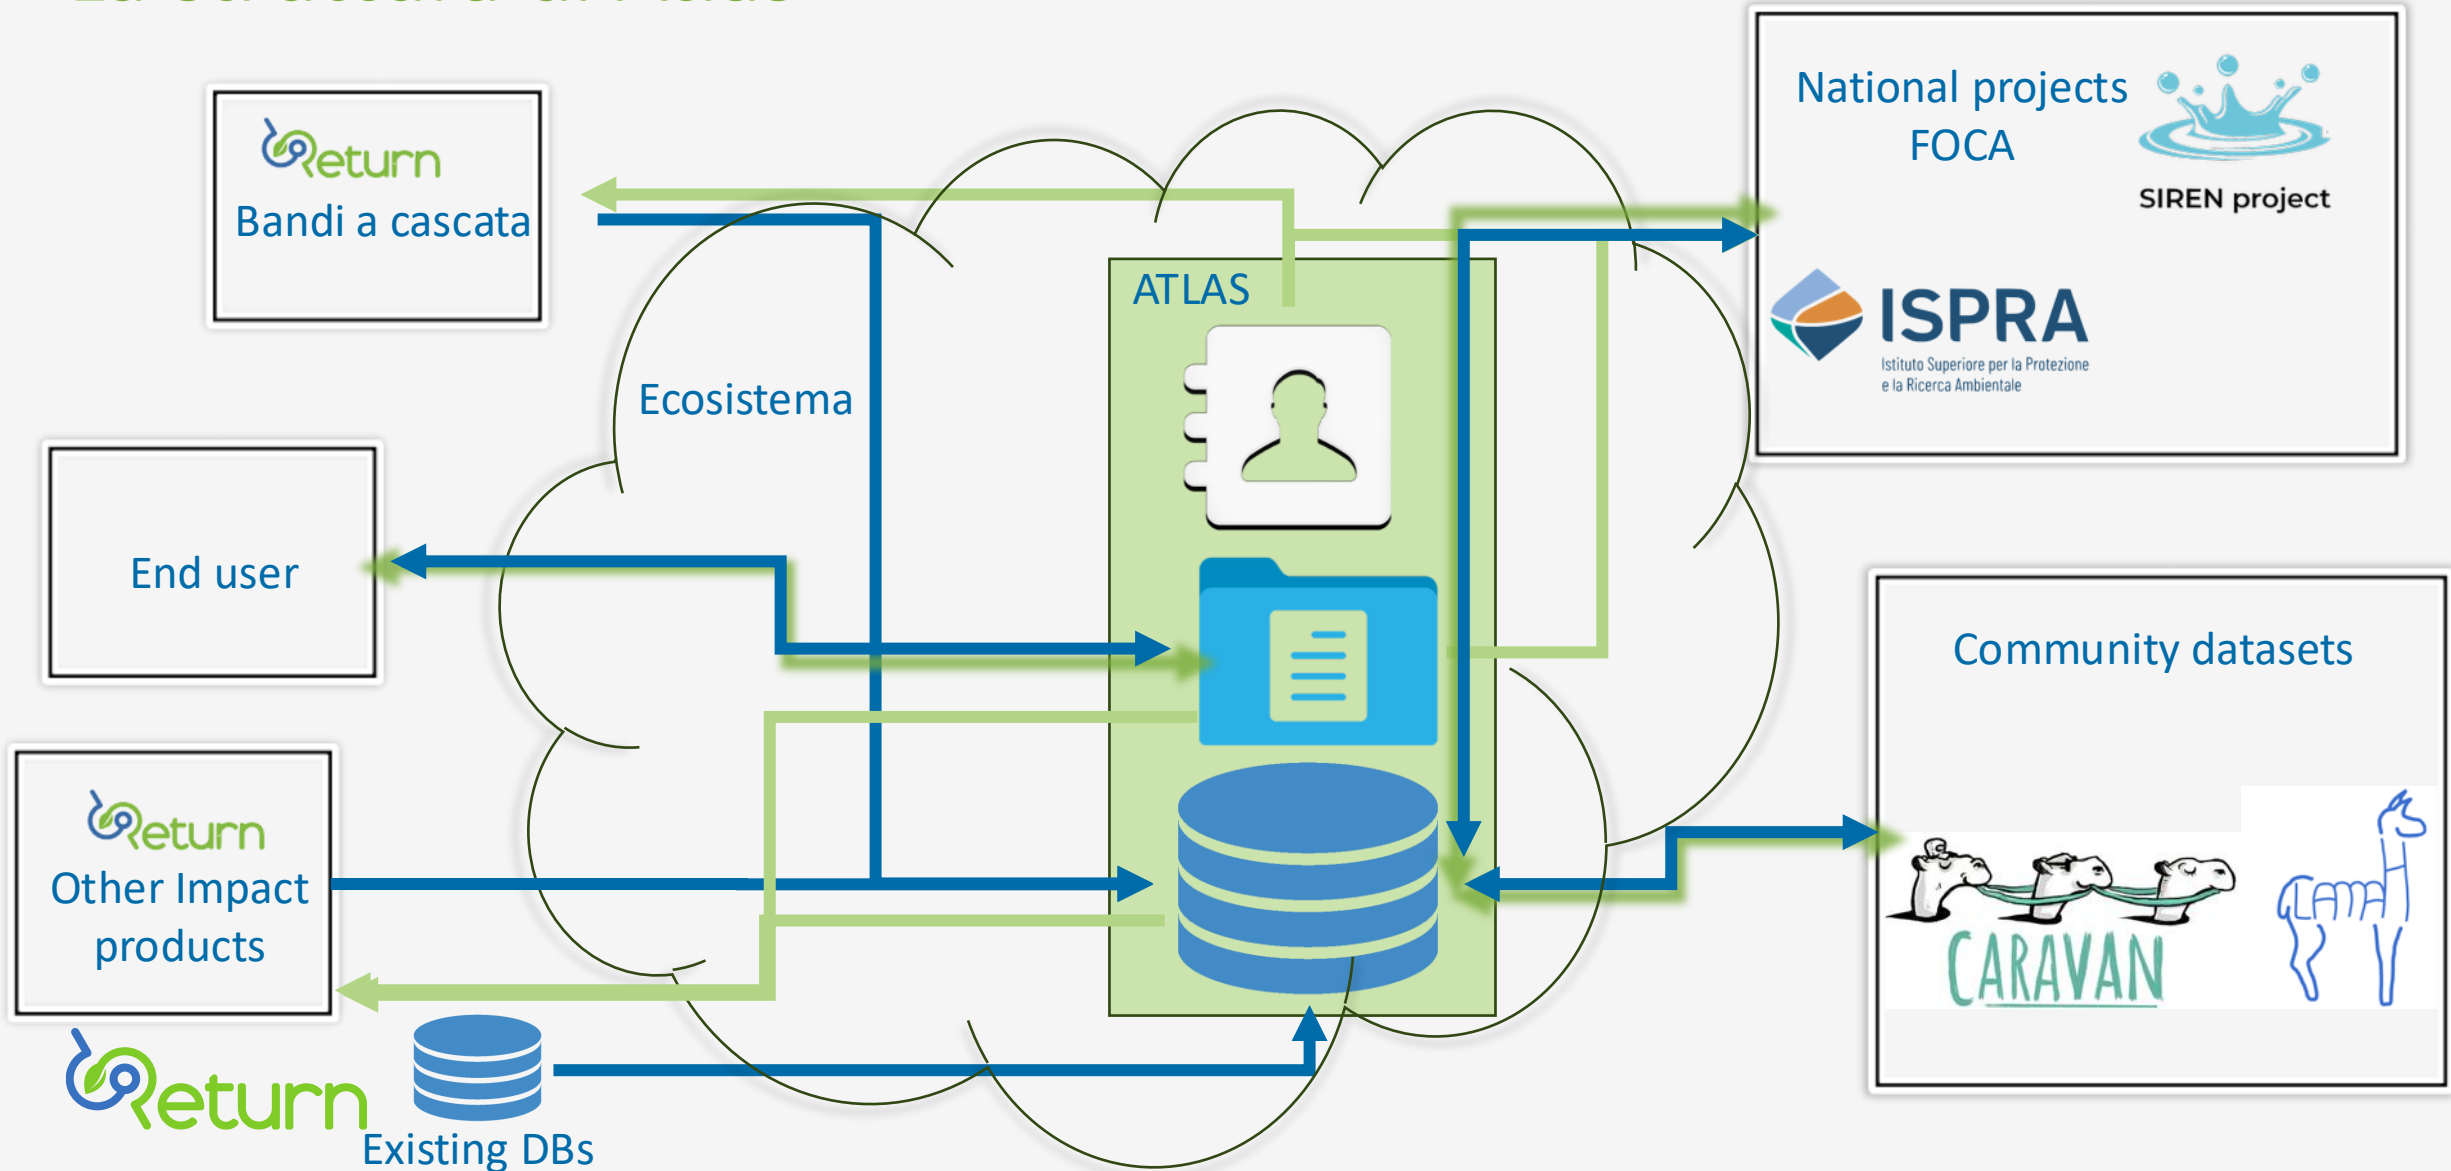 National projects
FOCA
SIREN project
ISPRA
Istituto Superiore per la Protezione
e la Ricerca Ambientale
Return
Bandi a cascata
ATLAS
Ecosistema
End user
Community datasets
Return
Other Impact
products
CARAVAN
LAMA
Return
Existing DBs